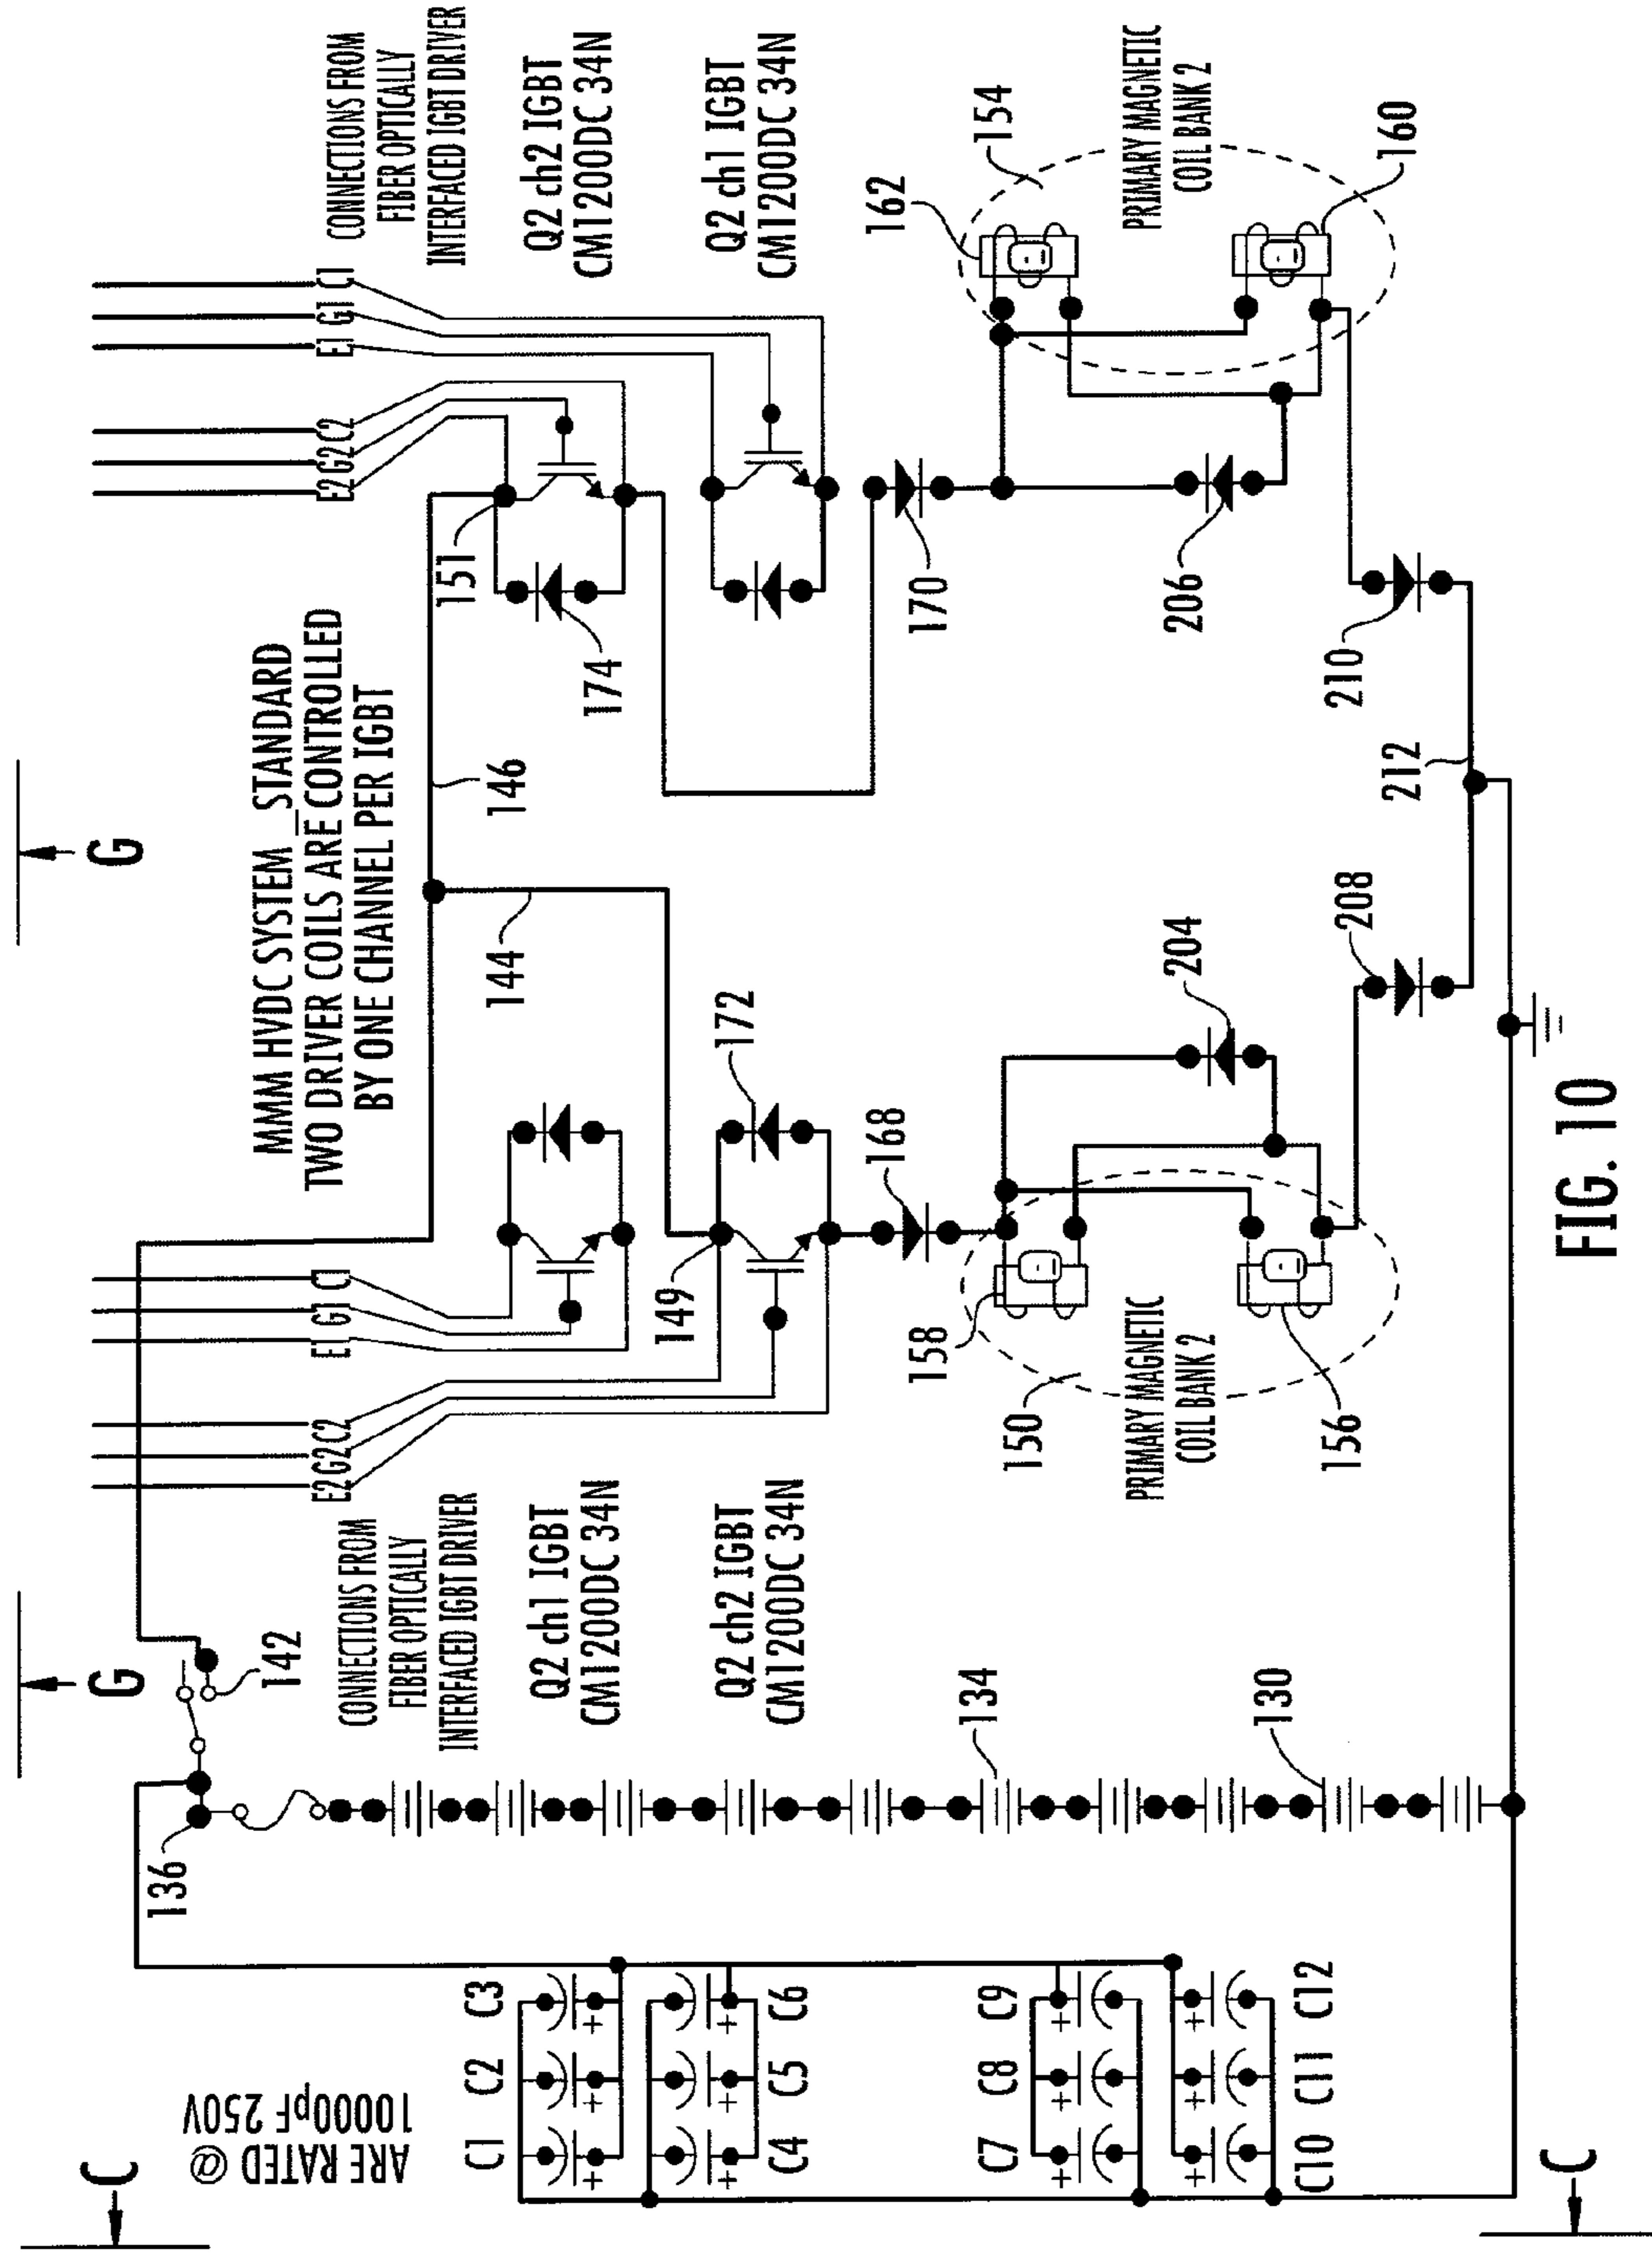 G
G
MMM HVDC SYSTEM_STANDARD
TWO DRIVER COILS ARE CONTROLLED
BY ONE CHANNEL PER IGBT
CONNECTIONS FROM
FIBER OPTICALLY
INTERFACED IGBT DRIVER
Q2 ch2 IGBT
CM1200DC 34N
Q2 ch1 IGBT
CM1200DC 34N
E2 G2 C2
E1 G1 C1
151
174
146
144
170
206
210
212
162
154
PRIMARY MAGNETIC
COIL BANK 2
160
E2 G2 C2
E1 G1 C1
142
136
CONNECTIONS FROM
FIBER OPTICALLY
INTERFACED IGBT DRIVER
Q2 ch1 IGBT
CM1200DC 34N
Q2 ch2 IGBT
CM1200DC 34N
149
172
168
204
208
158
150
PRIMARY MAGNETIC
COIL BANK 2
156
134
130
C
ARE RATED @
10000pF 250V
C1 C2 C3
C4 C5 C6
C7 C8 C9
C10 C11 C12
C
FIG. 10